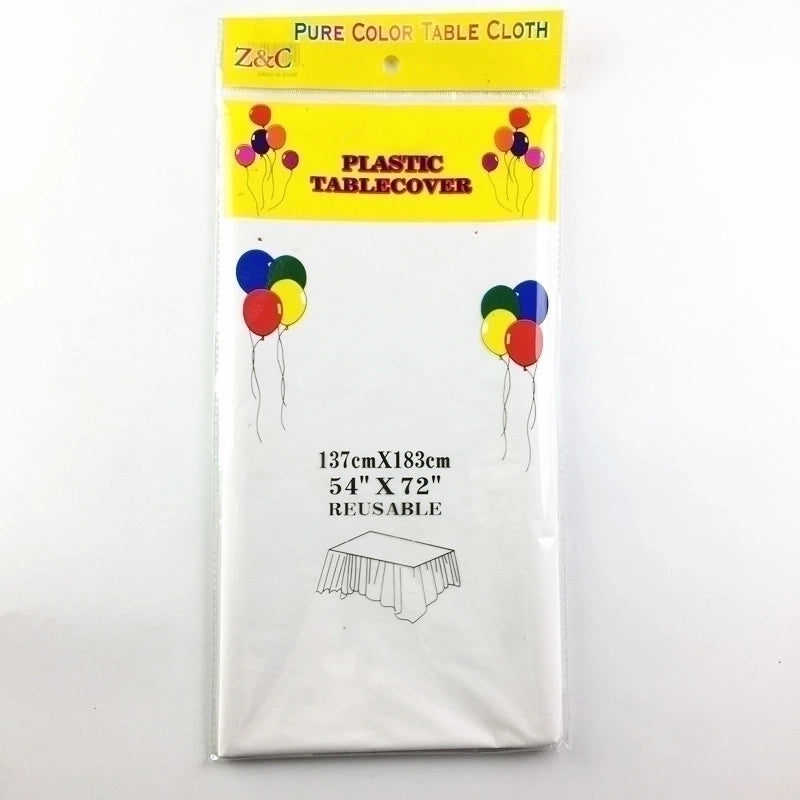 PURE COLOR TABLE CLOTH
Z&C
PLASTIC
TABLECOVER
137cmX183cm
54" X 72"
REUSABLE